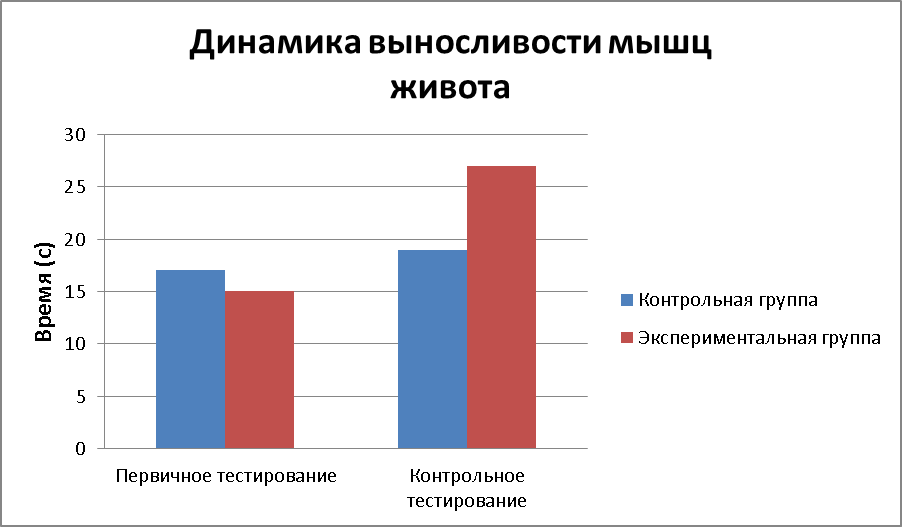 Динамика выносливости мышц
живота
30
25
20
15
10
5
0
Время (с)
Первичное тестирование
Контрольное
тестирование
Контрольная группа
Экспериментальная группа